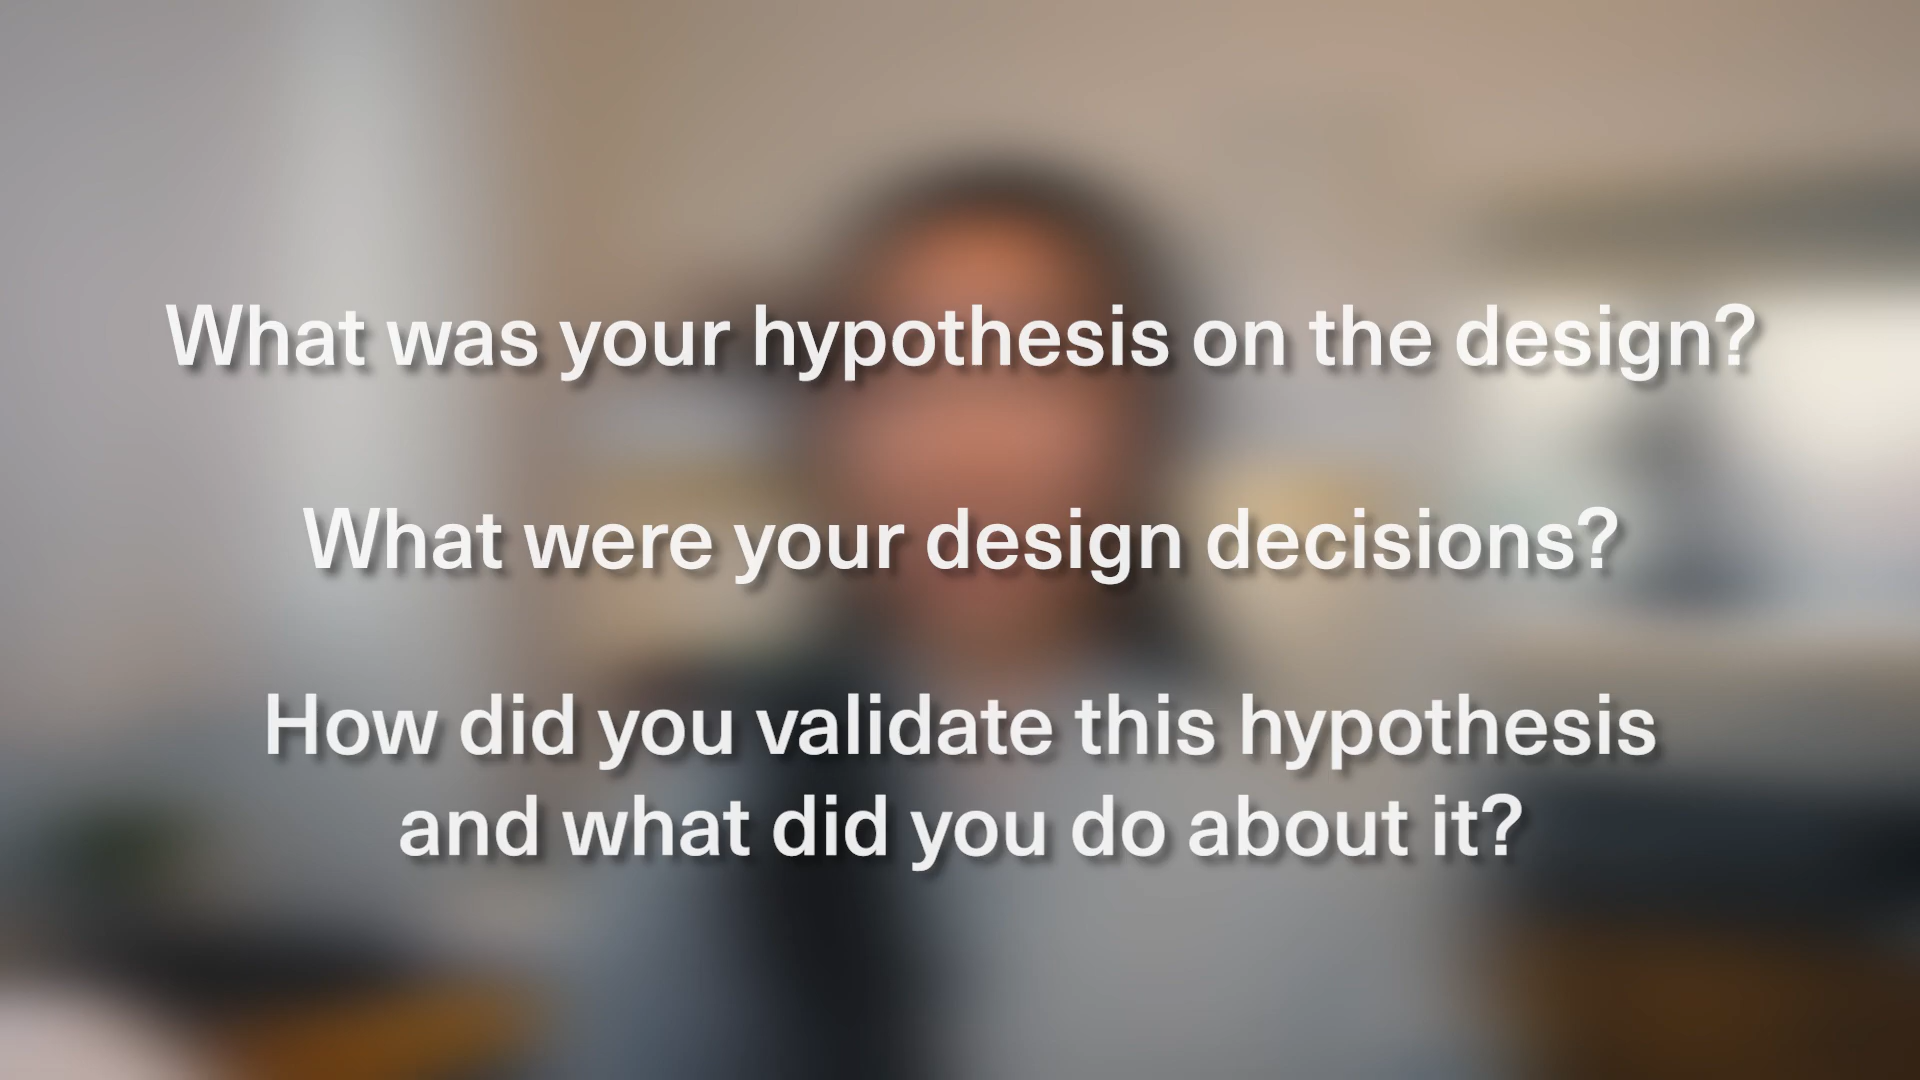 What was your hypothesis on the design?
What were your design decisions?
How did you validate this hypothesis
and what did you do about it?